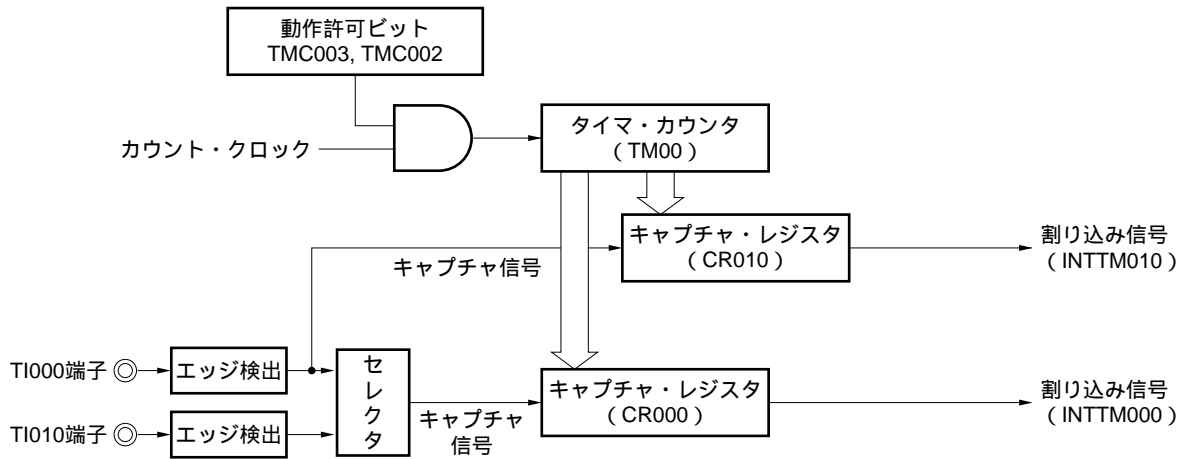 動作許可ビット
TMC003, TMC002
カウント・クロック
タイマ・カウンタ
(TM00)
キャプチャ・レジスタ
(CR010)
割り込み信号
(INTTM010)
キャプチャ信号
TI000端子
エッジ検出
セレクタ
キャプチャ・レジスタ
(CR000)
割り込み信号
(INTTM000)
キャプチャ
信号
TI010端子
エッジ検出